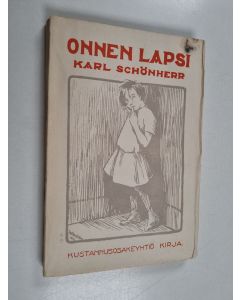 ONNEN LAPSI
KARL SCHÖNHERR
KUSTANNUSOSAKEYHTIÖ KIRJA.